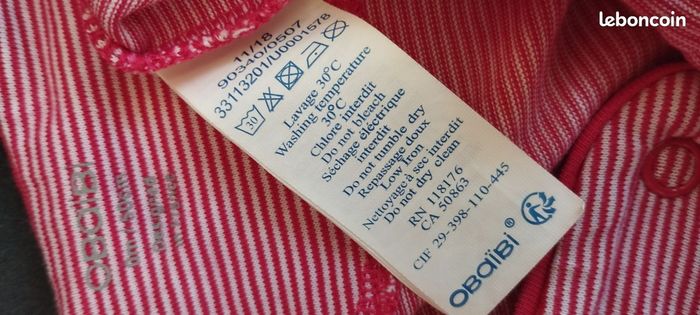 leboncoin
11/18
90340/0507
33113201/U0001578
30
Lavage 30°C
Washing temperature
30°C
Chlore interdit
Do not bleach
Séchage éléctrique
interdit
Do not tumble dry
Repassage doux
Low Iron
Nettoyage à sec interdit
Do not dry clean
RN 118176
CA 50863
CIF 29-398-110-445
OBAÏBI®
OBAÏBI